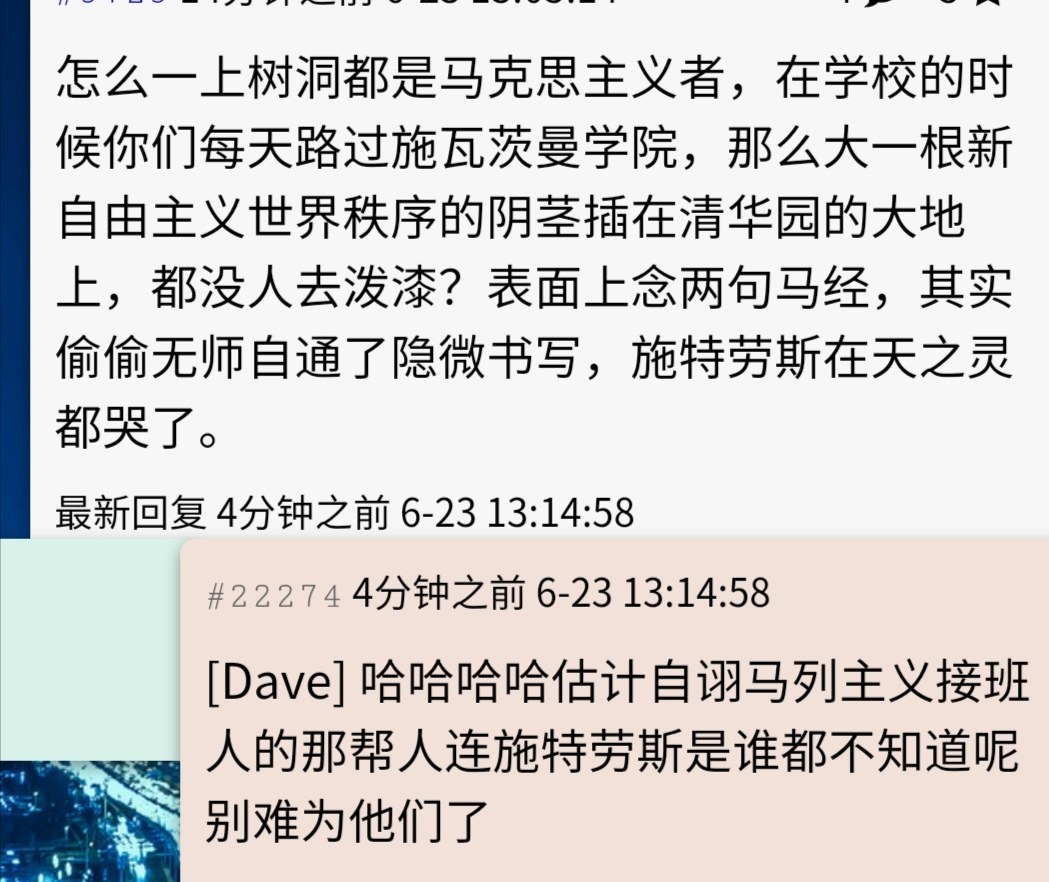 怎么一上树洞都是马克思主义者，在学校的时
候你们每天路过施瓦茨曼学院，那么大一根新
自由主义世界秩序的阴茎插在清华园的大地
上，都没人去泼漆？表面上念两句马经，其实
偷偷无师自通了隐微书写，施特劳斯在天之灵
都哭了。
最新回复 4分钟之前 6-23 13:14:58
#22274 4分钟之前 6-23 13:14:58
[Dave] 哈哈哈哈估计自诩马列主义接班
人的那帮人连施特劳斯是谁都不知道呢
别难为他们了